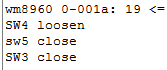 wm8960 0-001a: 19 <=
SW4 loosen
sw5 close
SW3 close